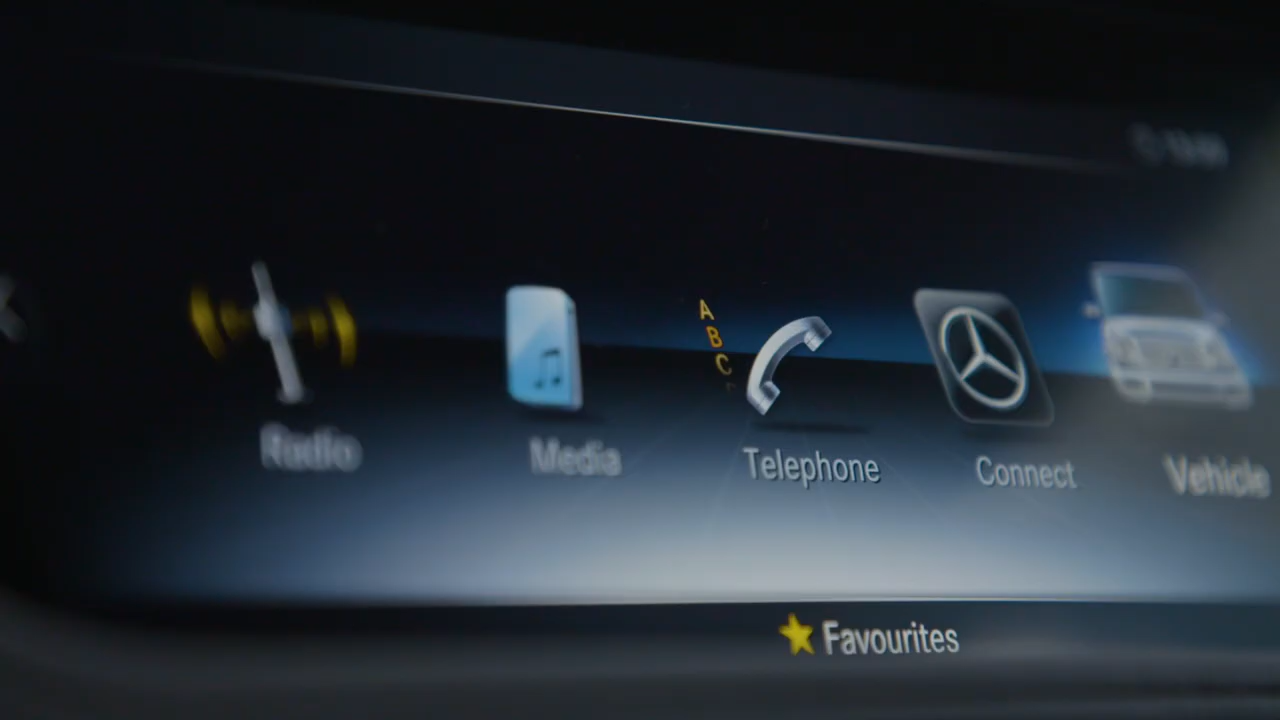 A
B
C
Radio
Media
Telephone
Connect
Vehicle
Favourites